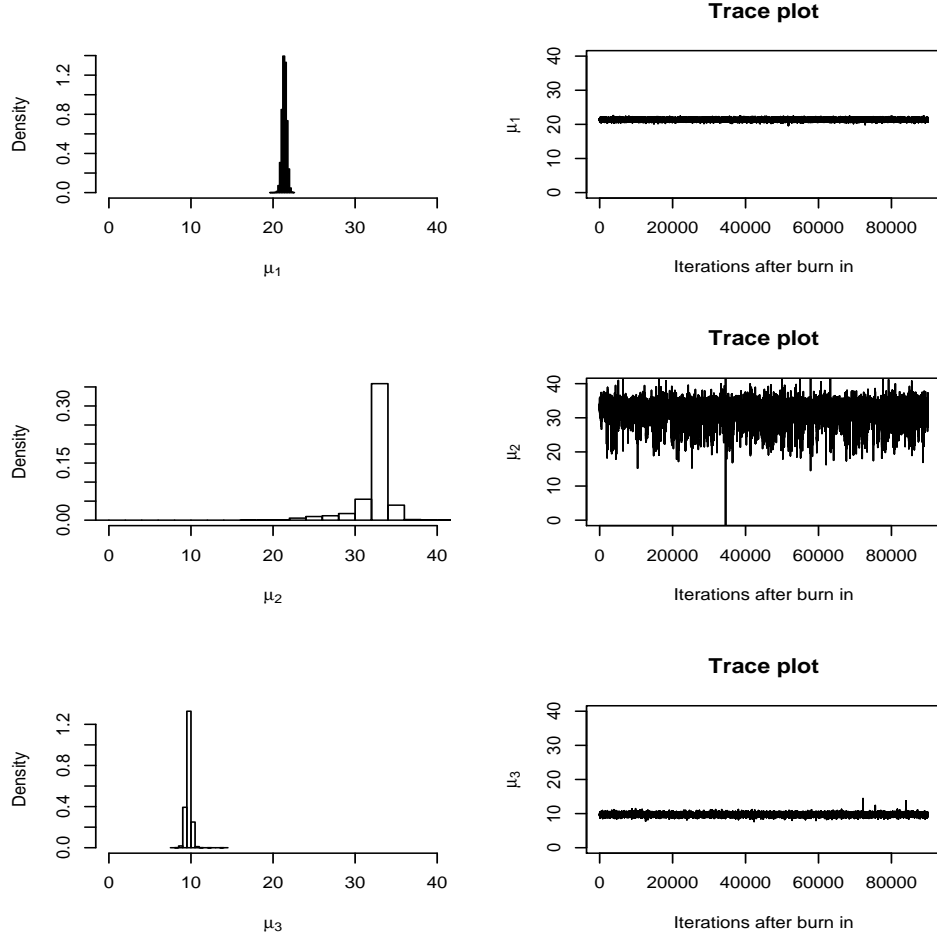 Trace plot
Density
0.0 0.4 0.8 1.2
0 10 20 30 40
μ1
μ1
0 10 20 30 40
0 20000 40000 60000 80000
Iterations after burn in
Trace plot
Density
0.00 0.15 0.30
0 10 20 30 40
μ2
μ2
0 10 20 30 40
0 20000 40000 60000 80000
Iterations after burn in
Trace plot
Density
0.0 0.4 0.8 1.2
0 10 20 30 40
μ3
μ3
0 10 20 30 40
0 20000 40000 60000 80000
Iterations after burn in